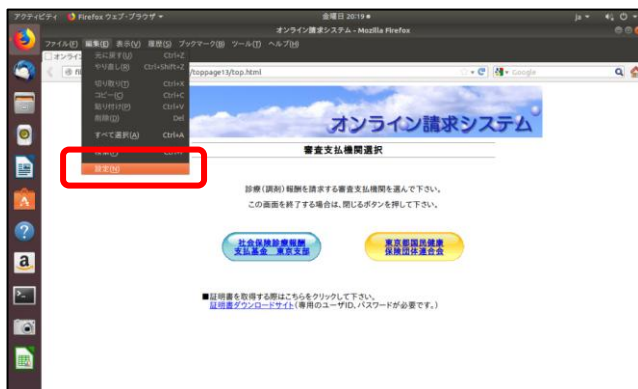 アクティビティ Firefox ウェブ・ブラウザ 金曜日 20:19 ja
オンライン請求システム - Mozilla Firefox
ファイル(F) 編集(E) 表示(V) 履歴(S) ブックマーク(B) ツール(T) ヘルプ(H)
元に戻す(U) Ctrl+Z
やり直し(R) Ctrl+Shift+Z
切り取り(T) Ctrl+X
コピー(C) Ctrl+C
貼り付け(P) Ctrl+V
削除(D) Del
すべて選択(A) Ctrl+A
設定(N)
/toppage13/top.html
Google
オンライン請求システム
審査支払機関選択
診療(調剤)報酬を請求する審査支払機関を選んで下さい。
この画面を終了する場合は、閉じるボタンを押して下さい。
社会保険診療報酬
支払基金 東京支部
東京都国民健康
保険団体連合会
■証明書を取得する際はこちらをクリックして下さい。
証明書ダウンロードサイト(専用のユーザID、パスワードが必要です。)